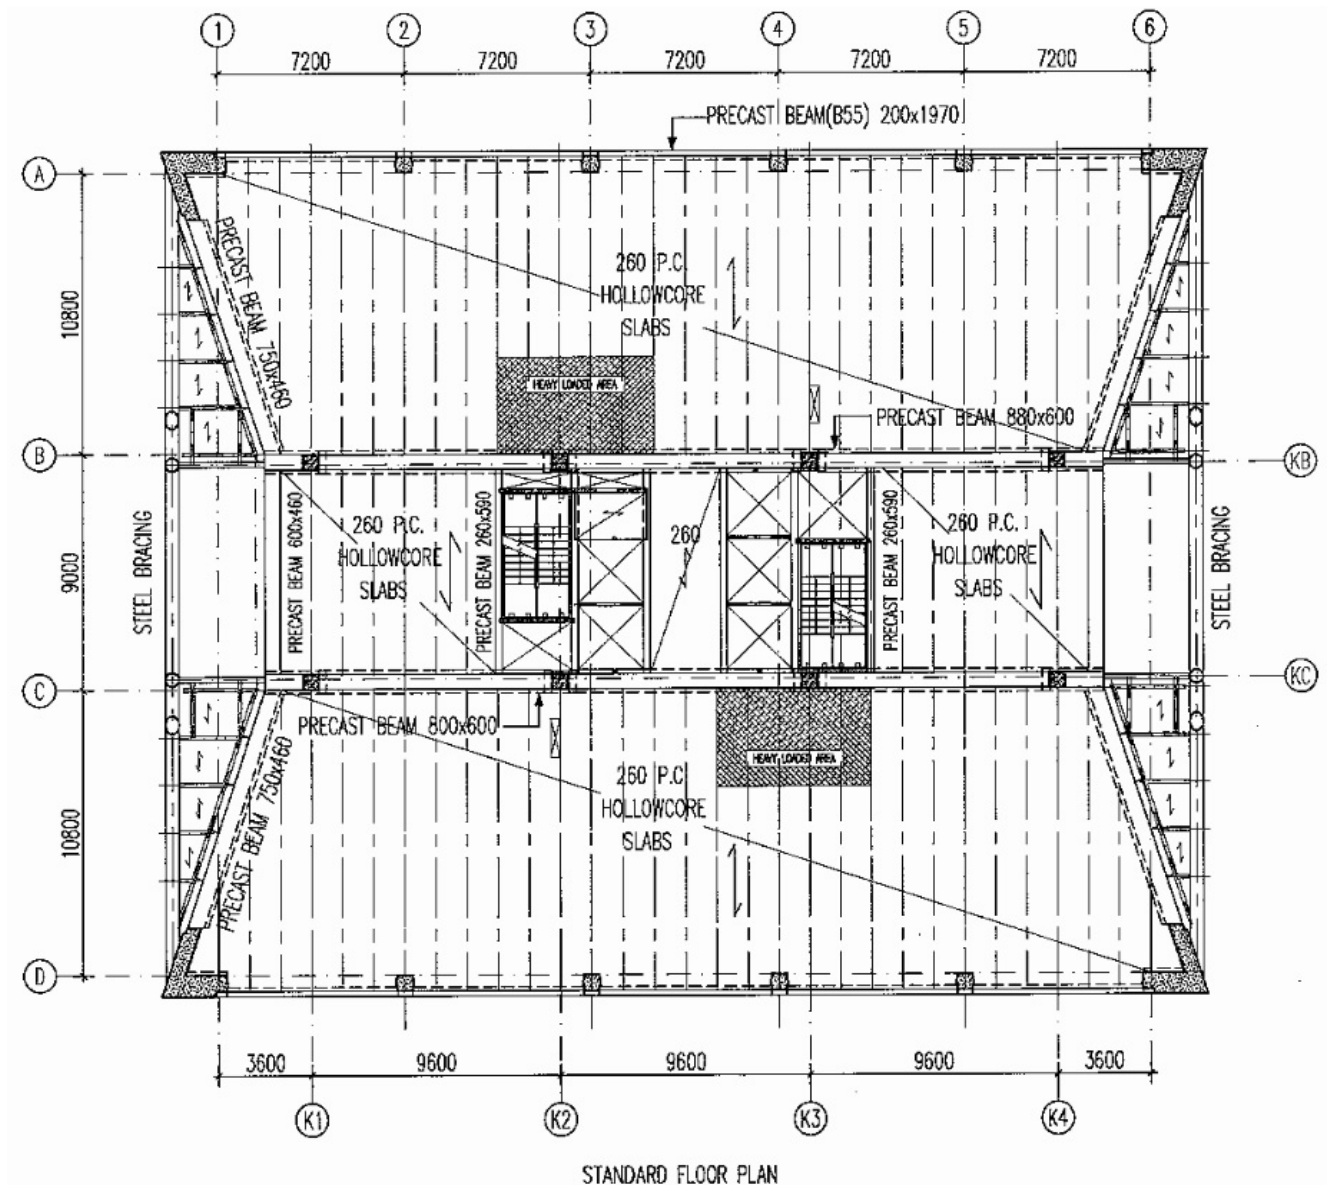 1 2 3 4 5 6
7200 7200 7200 7200 7200
PRECAST BEAM(B55) 200x1970
A
PRECAST BEAM 750x460
260 P.C.
HOLLOWCORE
SLABS
10800
HEAVY LOADED AREA
PRECAST BEAM 880x600
B
KB
STEEL BRACING
9000
PRECAST BEAM 600x460
260 P.C.
HOLLOWCORE
SLABS
PRECAST BEAM 260x590
260
PRECAST BEAM 260x590
260 P.C.
HOLLOWCORE
SLABS
STEEL BRACING
C
KC
PRECAST BEAM 800x600
HEAVY LOADED AREA
10800
PRECAST BEAM 750x460
260 P.C
HOLLOWCORE
SLABS
D
3600 9600 9600 9600 3600
K1 K2 K3 K4
STANDARD FLOOR PLAN